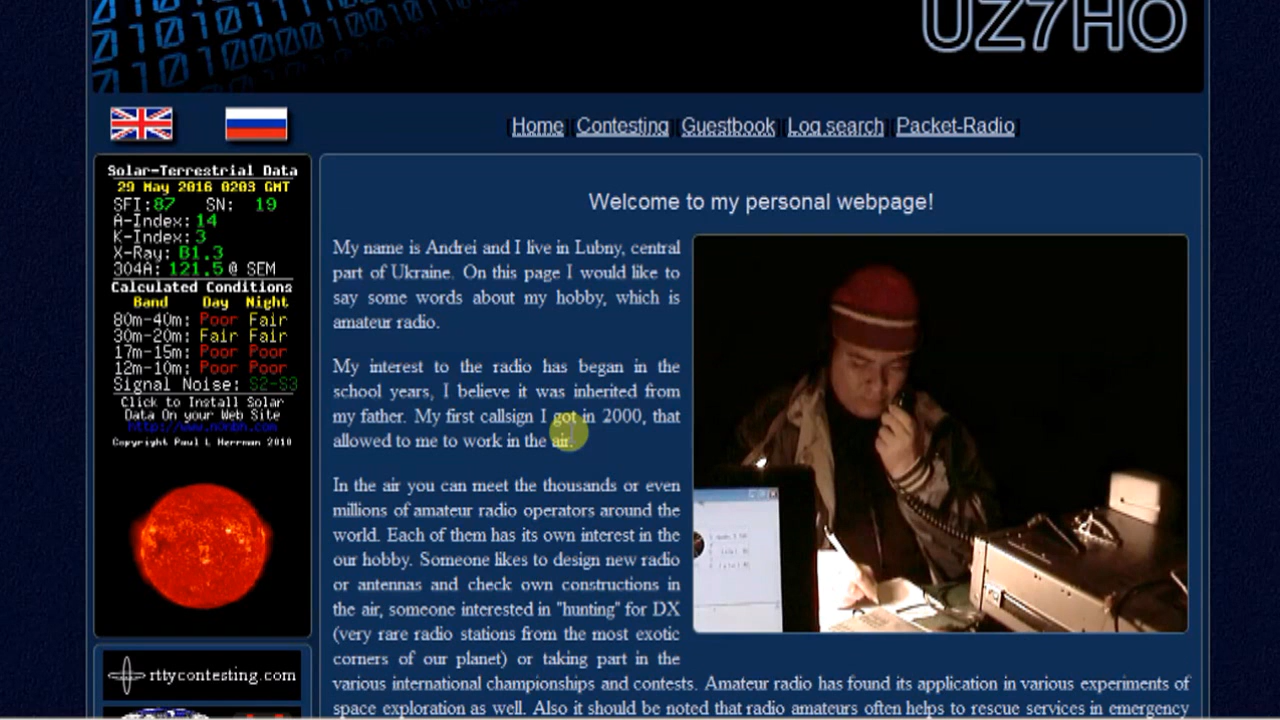 UZ7HO
Home Contesting Guestbook Log search Packet-Radio
Solar-Terrestrial Data
29 May 2016 0203 GMT
SFI:87 SN: 19
A-Index: 14
K-Index: 3
X-Ray: B1.3
304A: 121.5 @ SEM
Calculated Conditions
Band Day Night
80m-40m: Poor Fair
30m-20m: Fair Fair
17m-15m: Poor Poor
12m-10m: Poor Poor
Signal Noise: S2-S3
Click to Install Solar
Data On your Web Site
http://www.n0nbh.com
Copyright Paul L Herrman 2010
rttycontesting.com
Welcome to my personal webpage!
My name is Andrei and I live in Lubny, central
part of Ukraine. On this page I would like to
say some words about my hobby, which is
amateur radio.
My interest to the radio has began in the
school years, I believe it was inherited from
my father. My first callsign I got in 2000, that
allowed to me to work in the air.
In the air you can meet the thousands or even
millions of amateur radio operators around the
world. Each of them has its own interest in the
our hobby. Someone likes to design new radio
or antennas and check own constructions in
the air, someone interested in "hunting" for DX
(very rare radio stations from the most exotic
corners of our planet) or taking part in the
various international championships and contests. Amateur radio has found its application in various experiments of
space exploration as well. Also it should be noted that radio amateurs often helps to rescue services in emergency